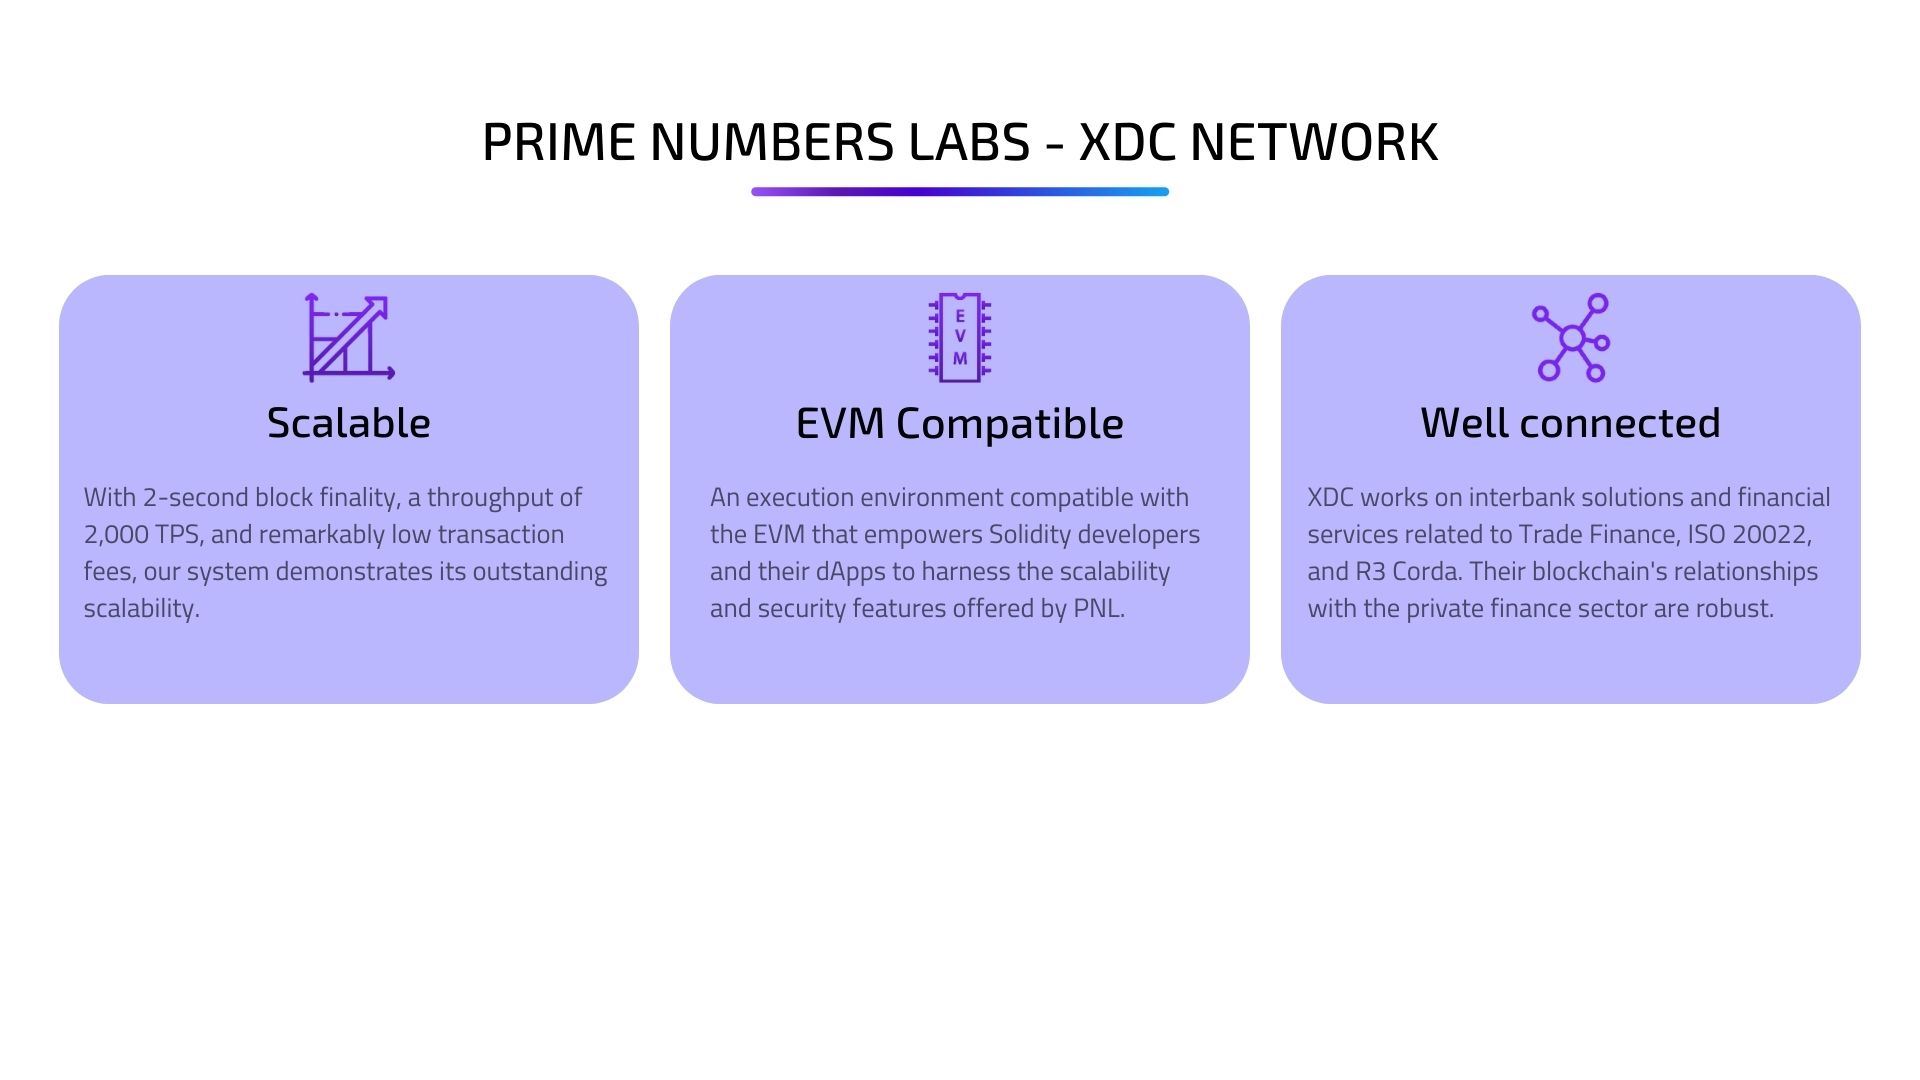 PRIME NUMBERS LABS - XDC NETWORK
Scalable
With 2-second block finality, a throughput of
2,000 TPS, and remarkably low transaction
fees, our system demonstrates its outstanding
scalability.
E
V
M
EVM Compatible
An execution environment compatible with
the EVM that empowers Solidity developers
and their dApps to harness the scalability
and security features offered by PNL.
Well connected
XDC works on interbank solutions and financial
services related to Trade Finance, ISO 20022,
and R3 Corda. Their blockchain's relationships
with the private finance sector are robust.